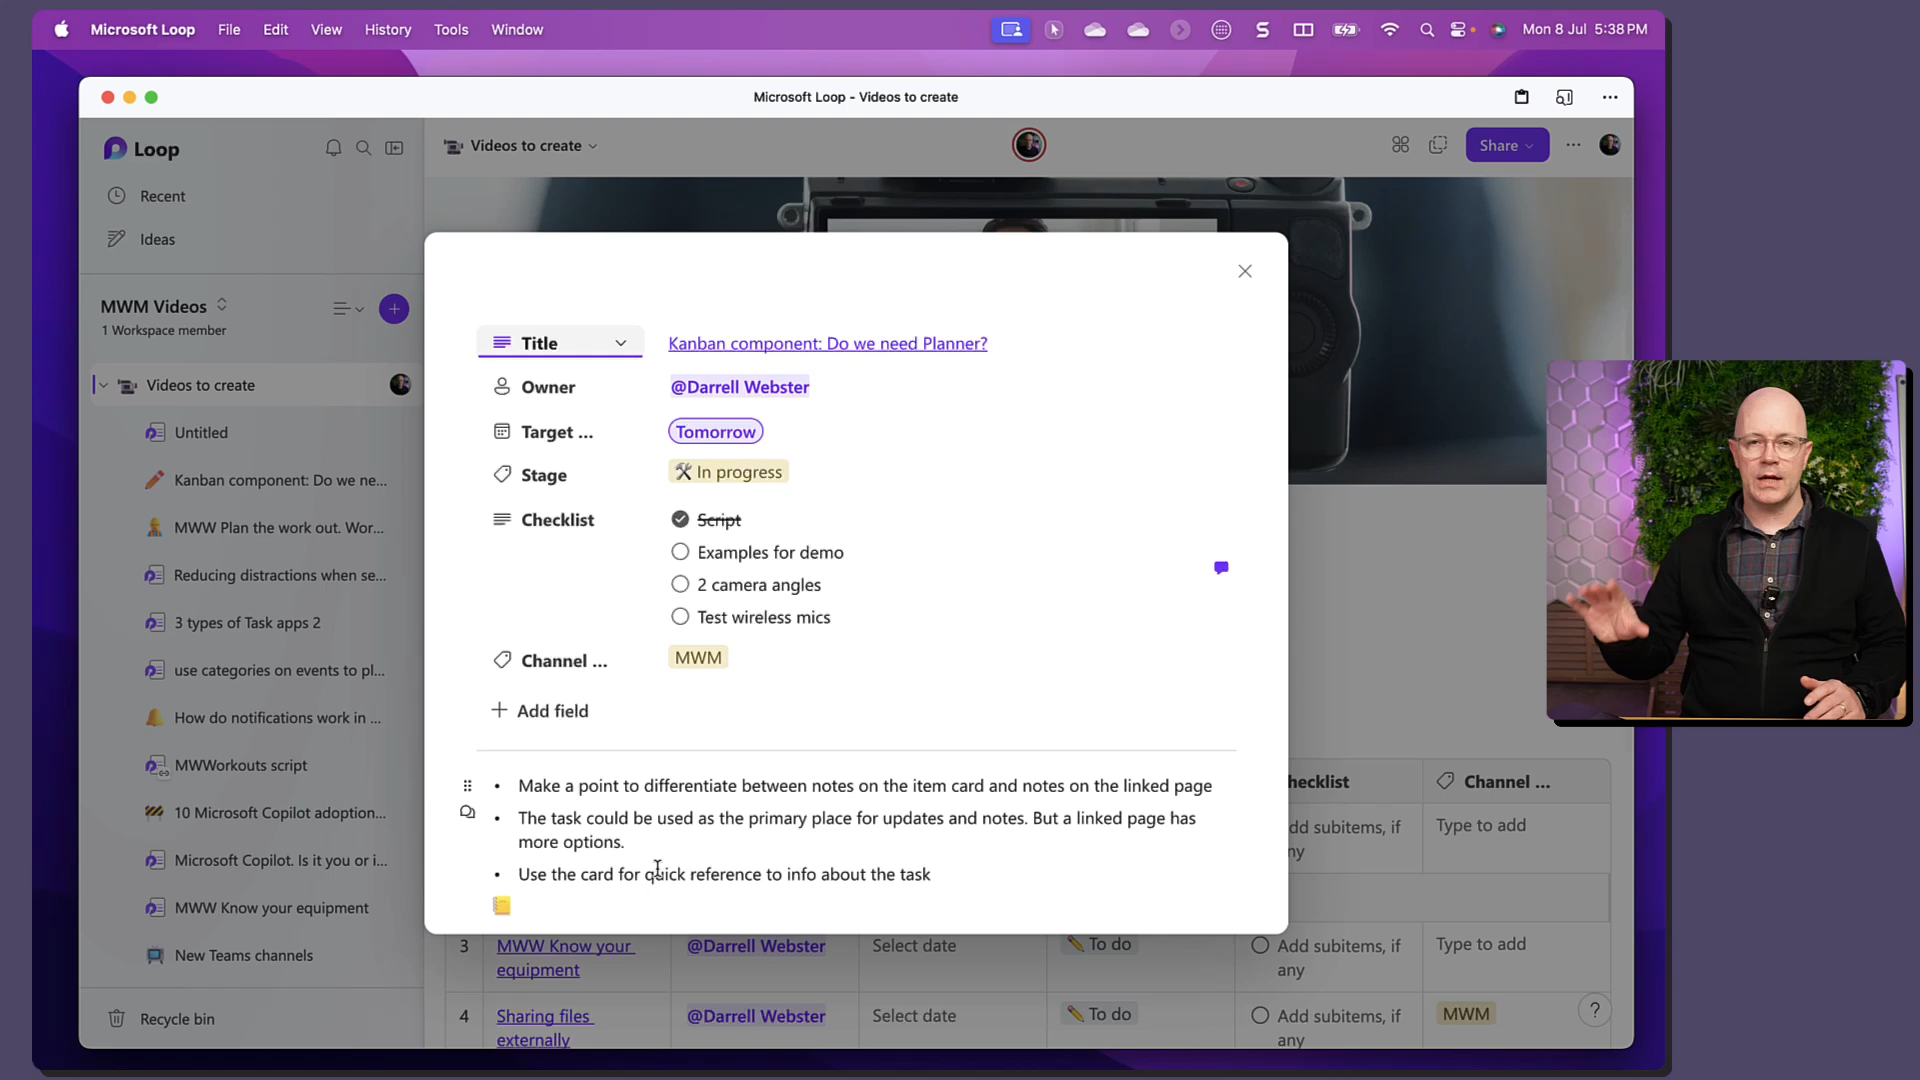 Microsoft Loop File Edit View History Tools Window Mon 8 Jul 5:38 PM
Microsoft Loop - Videos to create
Loop
Recent
Ideas
MWM Videos
1 Workspace member
Videos to create
Untitled
Kanban component: Do we ne...
MWW Plan the work out. Wor...
Reducing distractions when se...
3 types of Task apps 2
use categories on events to pl...
How do notifications work in ...
MWWorkouts script
10 Microsoft Copilot adoption...
Microsoft Copilot. Is it you or i...
MWW Know your equipment
New Teams channels
Recycle bin
Videos to create
Share
Title Kanban component: Do we need Planner?
Owner @Darrell Webster
Target ... Tomorrow
Stage In progress
Checklist Script
Examples for demo
2 camera angles
Test wireless mics
Channel ... MWM
+ Add field
• Make a point to differentiate between notes on the item card and notes on the linked page
• The task could be used as the primary place for updates and notes. But a linked page has
more options.
• Use the card for quick reference to info about the task
hecklist Channel ...
dd subitems, if Type to add
ny
3 MWW Know your @Darrell Webster Select date To do Add subitems, if Type to add
equipment any
4 Sharing files @Darrell Webster Select date To do Add subitems, if MWM
externally any
?